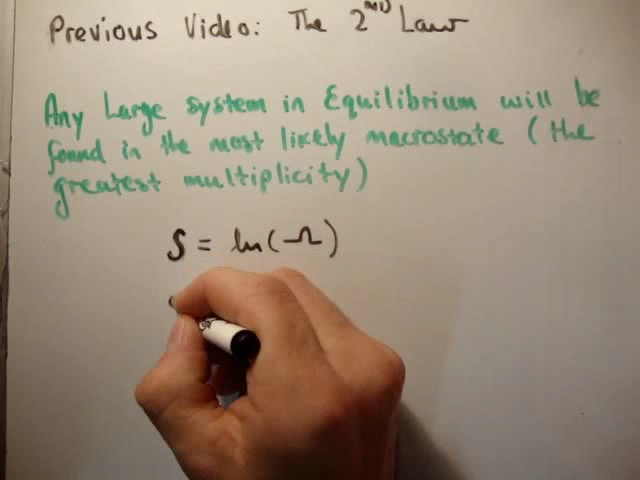 Previous Video: The 2ND Law
Any Large system in Equilibrium will be
found in the most likely macrostate (the
greatest multiplicity)
S = ln(Ω)